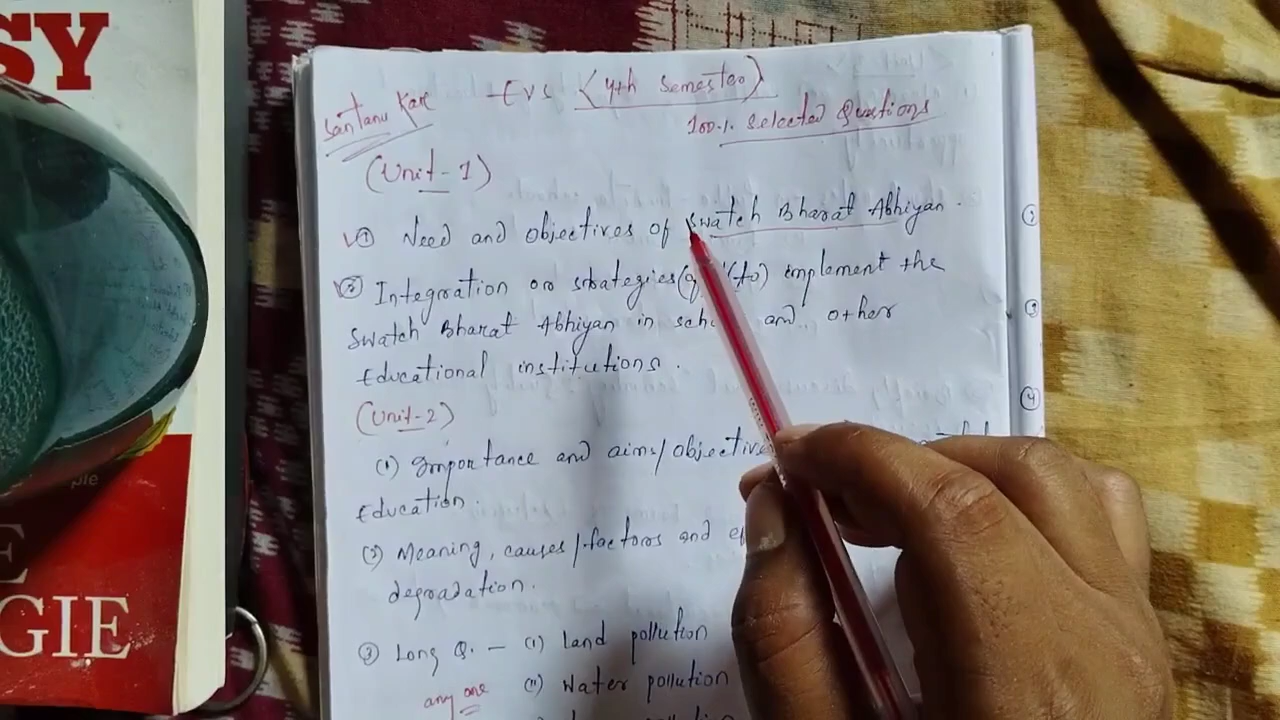 SY
ple
E
GIE
Santanu Kar
EVS <4th Semester>
100% Selected Questions
(Unit-1)
① Need and objectives of Swatch Bharat Abhiyan.
② Integration or strategies to) implement the
Swatch Bharat Abhiyan in and other
Educational institutions.
(Unit-2)
(1) Importance and aims/objective
Education.
(2) Meaning, causes/factors and
degradation.
③ Long Q. – (i) Land pollution
any one (ii) Water pollution
④